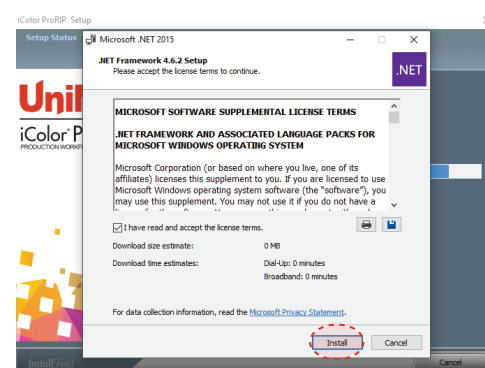 iColor ProRIP Setup
Setup Status
Microsoft .NET 2015
.NET Framework 4.6.2 Setup
Please accept the license terms to continue.
.NET
iColor P
MICROSOFT SOFTWARE SUPPLEMENTAL LICENSE TERMS
.NET FRAMEWORK AND ASSOCIATED LANGUAGE PACKS FOR
MICROSOFT WINDOWS OPERATING SYSTEM
Microsoft Corporation (or based on where you live, one of its
affiliates) licenses this supplement to you. If you are licensed to use
Microsoft Windows operating system software (the "software"), you
may use this supplement. You may not use it if you do not have a
I have read and accept the license terms.
Download size estimate: 0 MB
Download time estimates: Dial-Up: 0 minutes
Broadband: 0 minutes
For data collection information, read the Microsoft Privacy Statement.
Install Cancel
InstallShield
Cancel